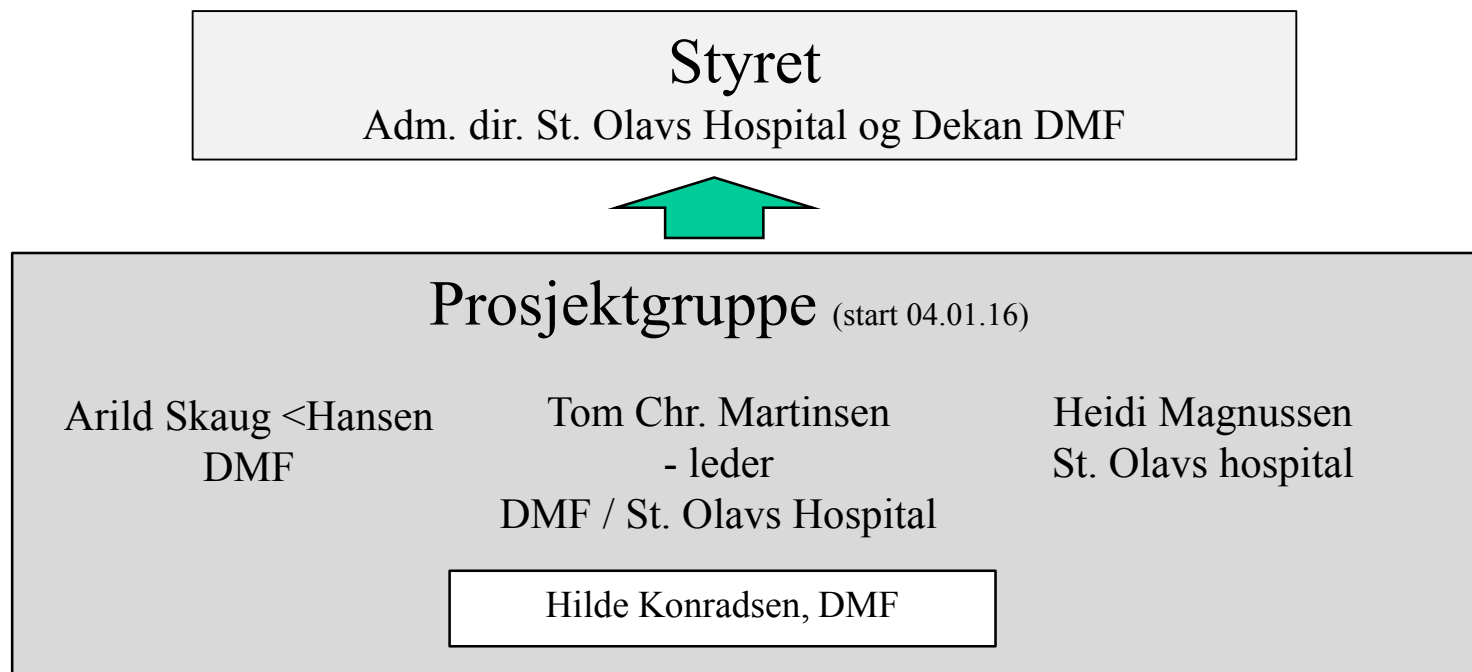 Styret
Adm. dir. St. Olavs Hospital og Dekan DMF
Prosjektgruppe (start 04.01.16)
Arild Skaug <Hansen
DMF
Tom Chr. Martinsen
- leder
DMF / St. Olavs Hospital
Heidi Magnussen
St. Olavs hospital
Hilde Konradsen, DMF